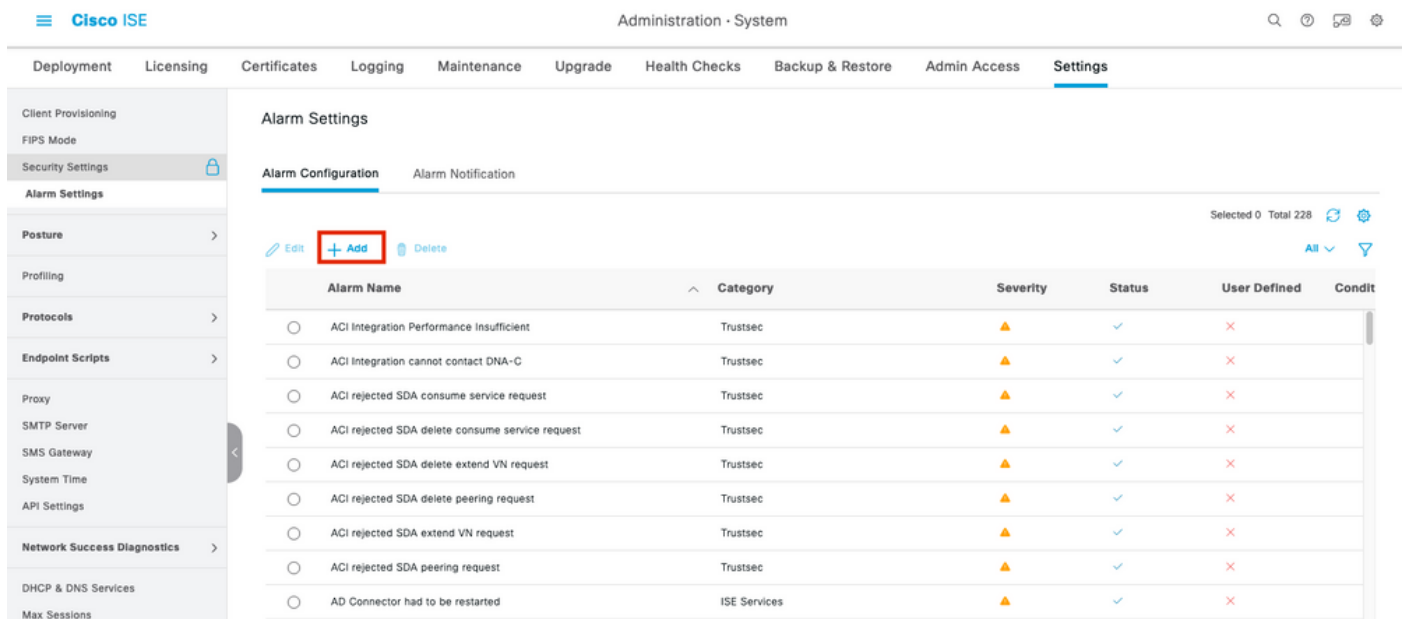 Cisco ISE
Administration · System
Deployment Licensing Certificates Logging Maintenance Upgrade Health Checks Backup & Restore Admin Access Settings
Client Provisioning
FIPS Mode
Security Settings
Alarm Settings
Posture
Profiling
Protocols
Endpoint Scripts
Proxy
SMTP Server
SMS Gateway
System Time
API Settings
Network Success Diagnostics
DHCP & DNS Services
Max Sessions
Alarm Settings
Alarm Configuration Alarm Notification
Selected 0 Total 228
Edit Add Delete All
Alarm Name Category Severity Status User Defined Condit
ACI Integration Performance Insufficient Trustsec
ACI Integration cannot contact DNA-C Trustsec
ACI rejected SDA consume service request Trustsec
ACI rejected SDA delete consume service request Trustsec
ACI rejected SDA delete extend VN request Trustsec
ACI rejected SDA delete peering request Trustsec
ACI rejected SDA extend VN request Trustsec
ACI rejected SDA peering request Trustsec
AD Connector had to be restarted ISE Services